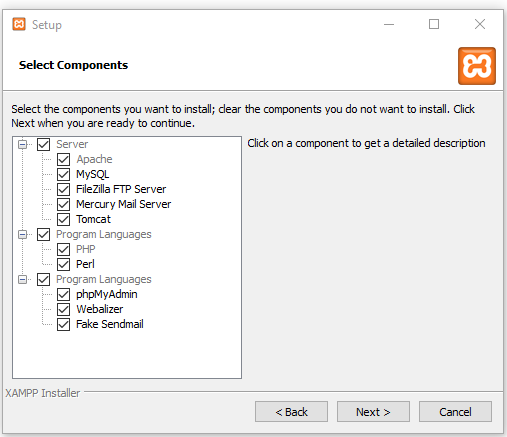 Setup
Select Components
Select the components you want to install; clear the components you do not want to install. Click
Next when you are ready to continue.
Server
Apache
MySQL
FileZilla FTP Server
Mercury Mail Server
Tomcat
Program Languages
PHP
Perl
Program Languages
phpMyAdmin
Webalizer
Fake Sendmail
Click on a component to get a detailed description
XAMPP Installer
< Back
Next >
Cancel